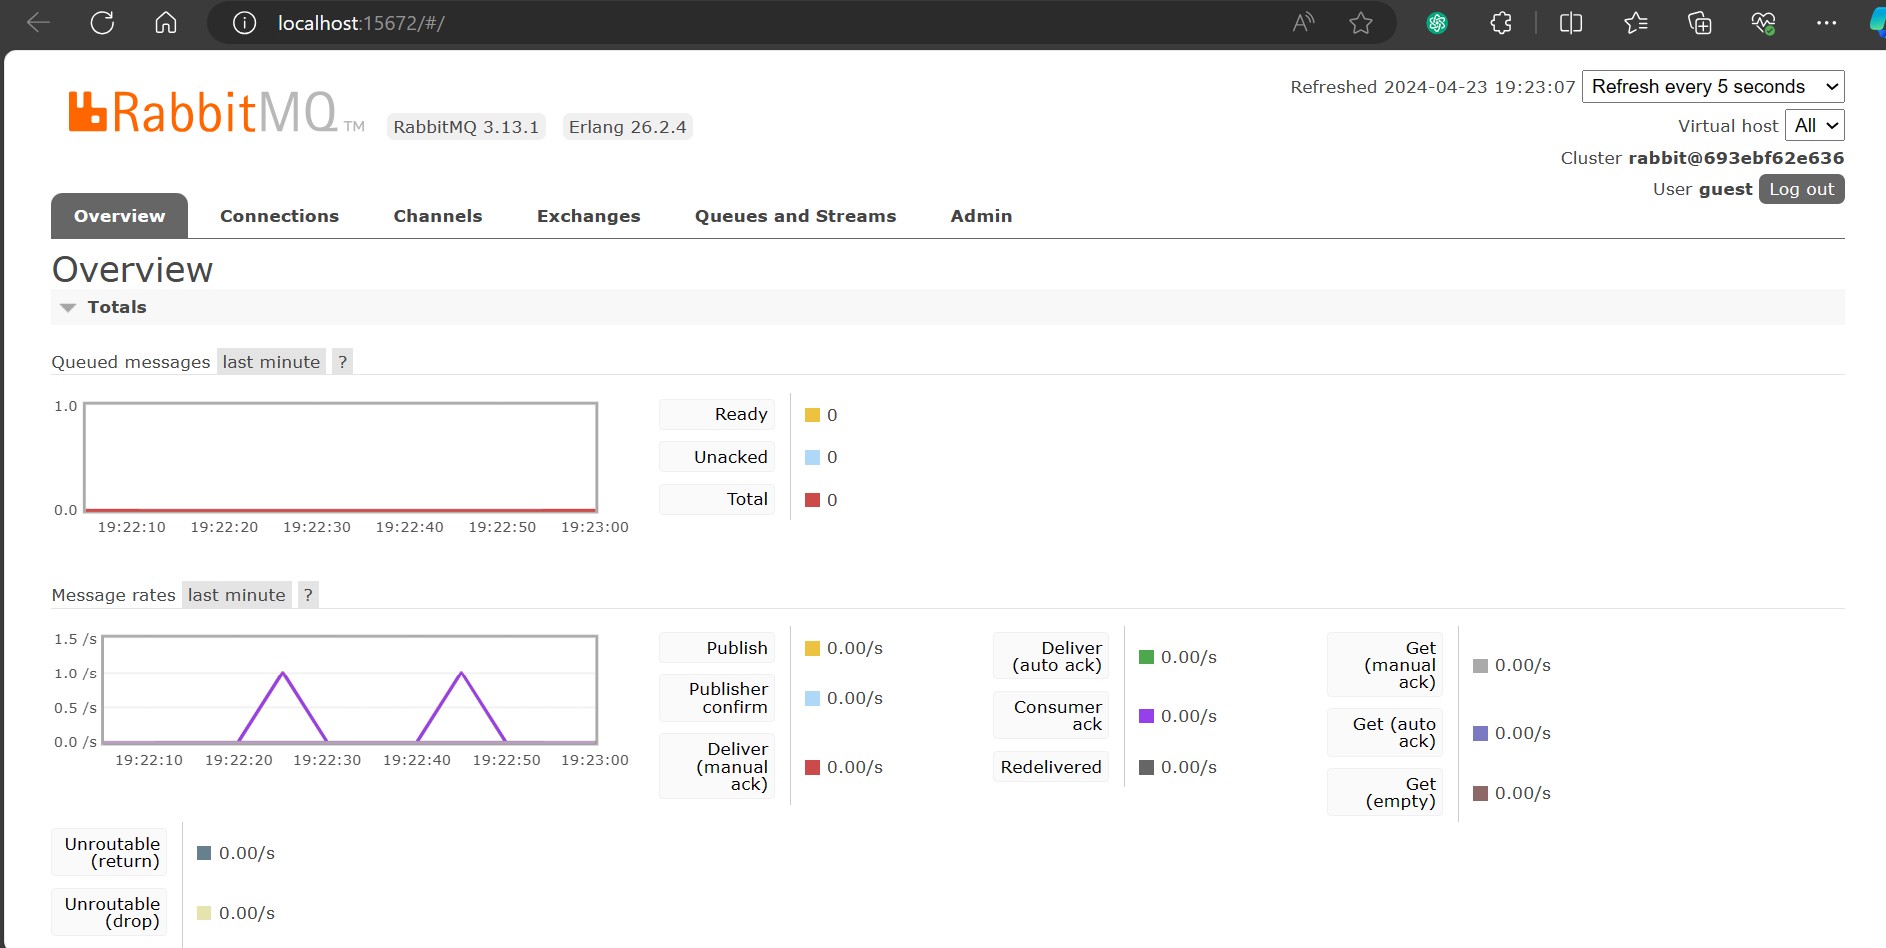 localhost:15672/#/
Refreshed 2024-04-23 19:23:07 Refresh every 5 seconds
RabbitMQ TM RabbitMQ 3.13.1 Erlang 26.2.4
Virtual host All
Cluster rabbit@693ebf62e636
User guest Log out
Overview Connections Channels Exchanges Queues and Streams Admin
Overview
Totals
Queued messages last minute ?
1.0
0.0
19:22:10 19:22:20 19:22:30 19:22:40 19:22:50 19:23:00
Ready 0
Unacked 0
Total 0
Message rates last minute ?
1.5 /s
1.0 /s
0.5 /s
0.0 /s
19:22:10 19:22:20 19:22:30 19:22:40 19:22:50 19:23:00
Publish 0.00/s
Publisher
confirm 0.00/s
Deliver
(manual
ack) 0.00/s
Deliver
(auto ack) 0.00/s
Consumer
ack 0.00/s
Redelivered 0.00/s
Get
(manual
ack) 0.00/s
Get (auto
ack) 0.00/s
Get
(empty) 0.00/s
Unroutable
(return) 0.00/s
Unroutable
(drop) 0.00/s